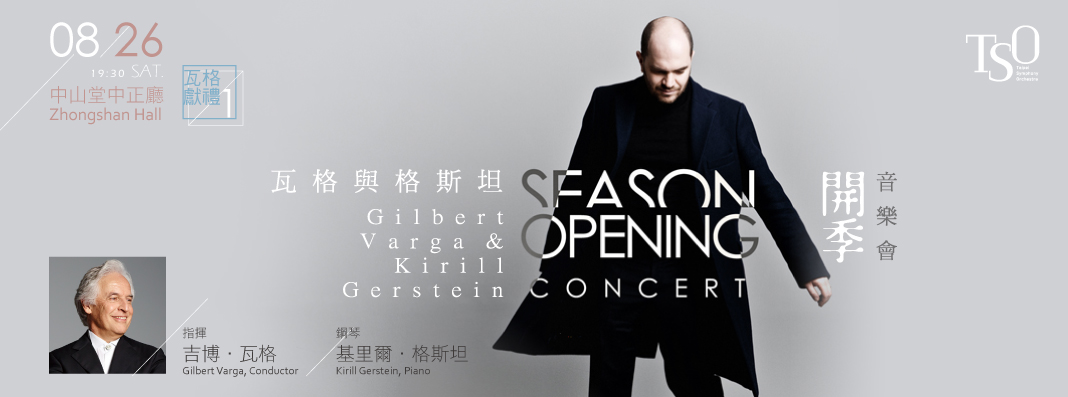 08/26
19:30 SAT.
中山堂中正廳
Zhongshan Hall
瓦格
獻禮 1
TSO
Taipei
Symphony
Orchestra
瓦格與格斯坦
Gilbert
Varga &
Kirill
Gerstein
SEASON
OPENING
CONCERT
開季
音樂會
指揮
吉博・瓦格
Gilbert Varga, Conductor
鋼琴
基里爾・格斯坦
Kirill Gerstein, Piano